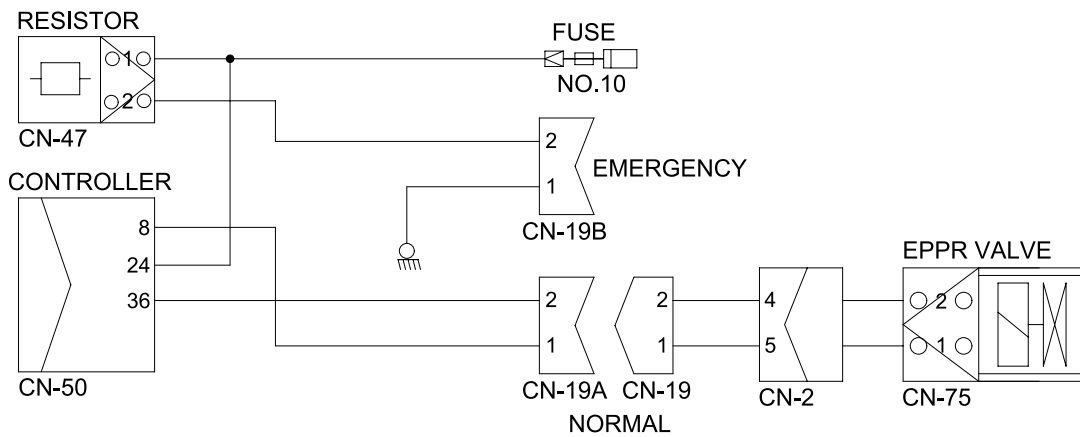 RESISTOR
FUSE
1
2
NO.10
CN-47
2
EMERGENCY
1
CN-19B
CONTROLLER
8
24
36
CN-50
EPPR VALVE
2
1
CN-19A
2
1
CN-19
NORMAL
4
5
CN-2
2
1
CN-75